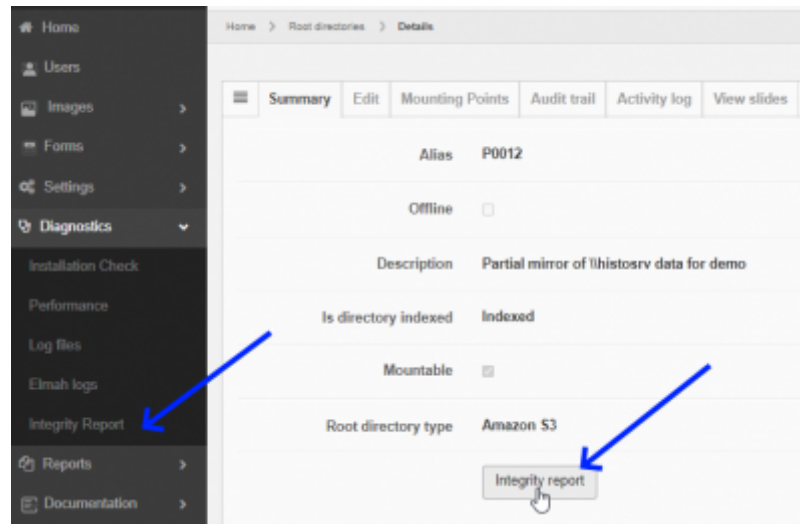 Home
Users
Images
Forms
Settings
Diagnostics
Installation Check
Performance
Log files
Elmah logs
Integrity Report
Reports
Documentation
Home > Root directories > Details
Summary Edit Mounting Points Audit trail Activity log View slides
Alias P0012
Offline
Description Partial mirror of \\histosrv data for demo
Is directory indexed Indexed
Mountable
Root directory type Amazon S3
Integrity report